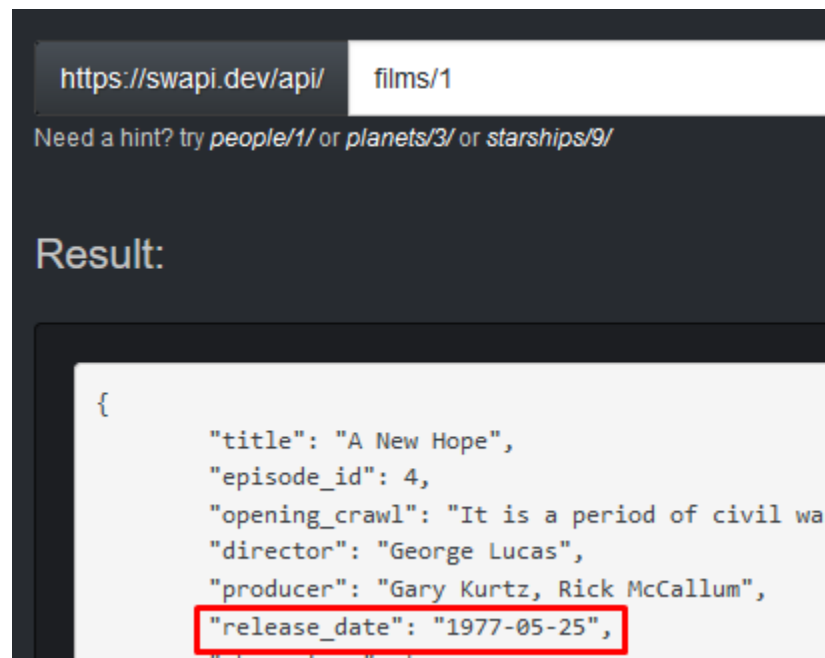 https://swapi.dev/api/ films/1
Need a hint? try people/1/ or planets/3/ or starships/9/
Result:
{
"title": "A New Hope",
"episode_id": 4,
"opening_crawl": "It is a period of civil wa
"director": "George Lucas",
"producer": "Gary Kurtz, Rick McCallum",
"release_date": "1977-05-25",